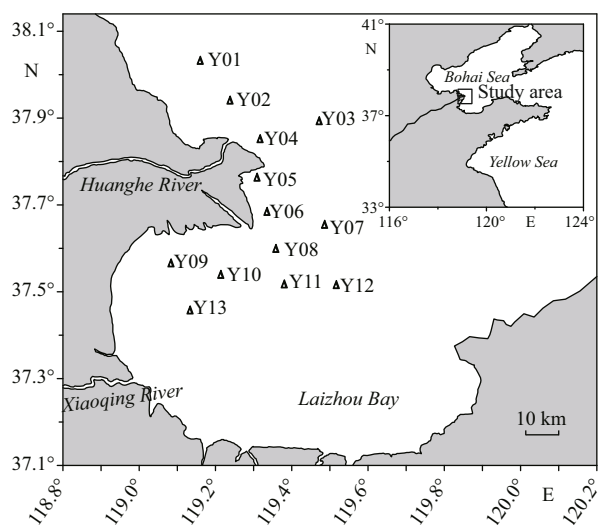 38.1°
N
37.9°
37.7°
37.5°
37.3°
37.1°
Y01
Y02
Y03
Y04
Y05
Y06
Y07
Y08
Y09
Y10
Y11
Y12
Y13
Huanghe River
Xiaoqing River
Laizhou Bay
10 km
118.8°
119.0°
119.2°
119.4°
119.6°
119.8°
120.0°
E
120.2°
41°
N
37°
33°
Bohai Sea
Study area
Yellow Sea
116°
120°
E
124°